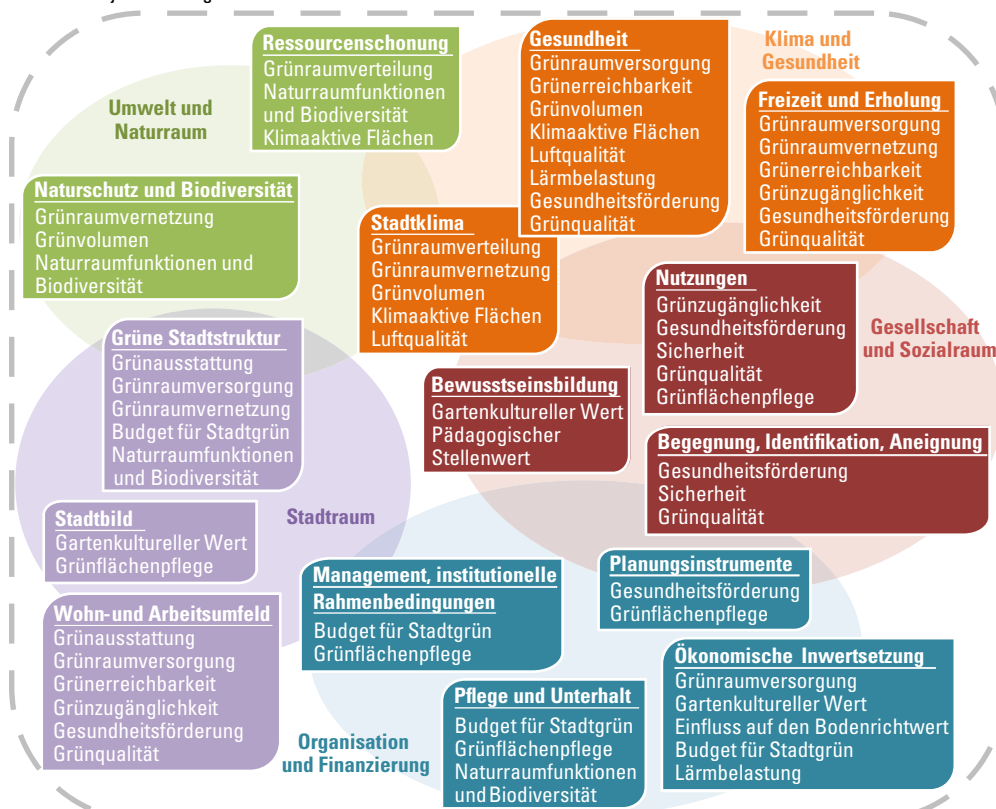 Ressourcenschonung
Grünraumverteilung
Naturraumfunktionen
und Biodiversität
Klimaaktive Flächen
Gesundheit
Grünraumversorgung
Grünerreichbarkeit
Grünvolumen
Klimaaktive Flächen
Luftqualität
Lärmbelastung
Gesundheitsförderung
Grünqualität
Klima und
Gesundheit
Freizeit und Erholung
Grünraumversorgung
Grünraumvernetzung
Grünerreichbarkeit
Grünzugänglichkeit
Gesundheitsförderung
Grünqualität
Umwelt und
Naturraum
Naturschutz und Biodiversität
Grünraumvernetzung
Grünvolumen
Naturraumfunktionen und
Biodiversität
Stadtklima
Grünraumverteilung
Grünraumvernetzung
Grünvolumen
Klimaaktive Flächen
Luftqualität
Nutzungen
Grünzugänglichkeit
Gesundheitsförderung
Sicherheit
Grünqualität
Grünflächenpflege
Gesellschaft
und Sozialraum
Grüne Stadtstruktur
Grünausstattung
Grünraumversorgung
Grünraumvernetzung
Budget für Stadtgrün
Naturraumfunktionen
und Biodiversität
Bewusstseinsbildung
Gartenkultureller Wert
Pädagogischer
Stellenwert
Begegnung, Identifikation, Aneignung
Gesundheitsförderung
Sicherheit
Grünqualität
Stadtbild
Gartenkultureller Wert
Grünflächenpflege
Stadtraum
Management, institutionelle
Rahmenbedingungen
Budget für Stadtgrün
Grünflächenpflege
Planungsinstrumente
Gesundheitsförderung
Grünflächenpflege
Wohn-und Arbeitsumfeld
Grünausstattung
Grünraumversorgung
Grünerreichbarkeit
Grünzugänglichkeit
Gesundheitsförderung
Grünqualität
Organisation
und Finanzierung
Pflege und Unterhalt
Budget für Stadtgrün
Grünflächenpflege
Naturraumfunktionen
und Biodiversität
Ökonomische Inwertsetzung
Grünraumversorgung
Gartenkultureller Wert
Einfluss auf den Bodenrichtwert
Budget für Stadtgrün
Lärmbelastung